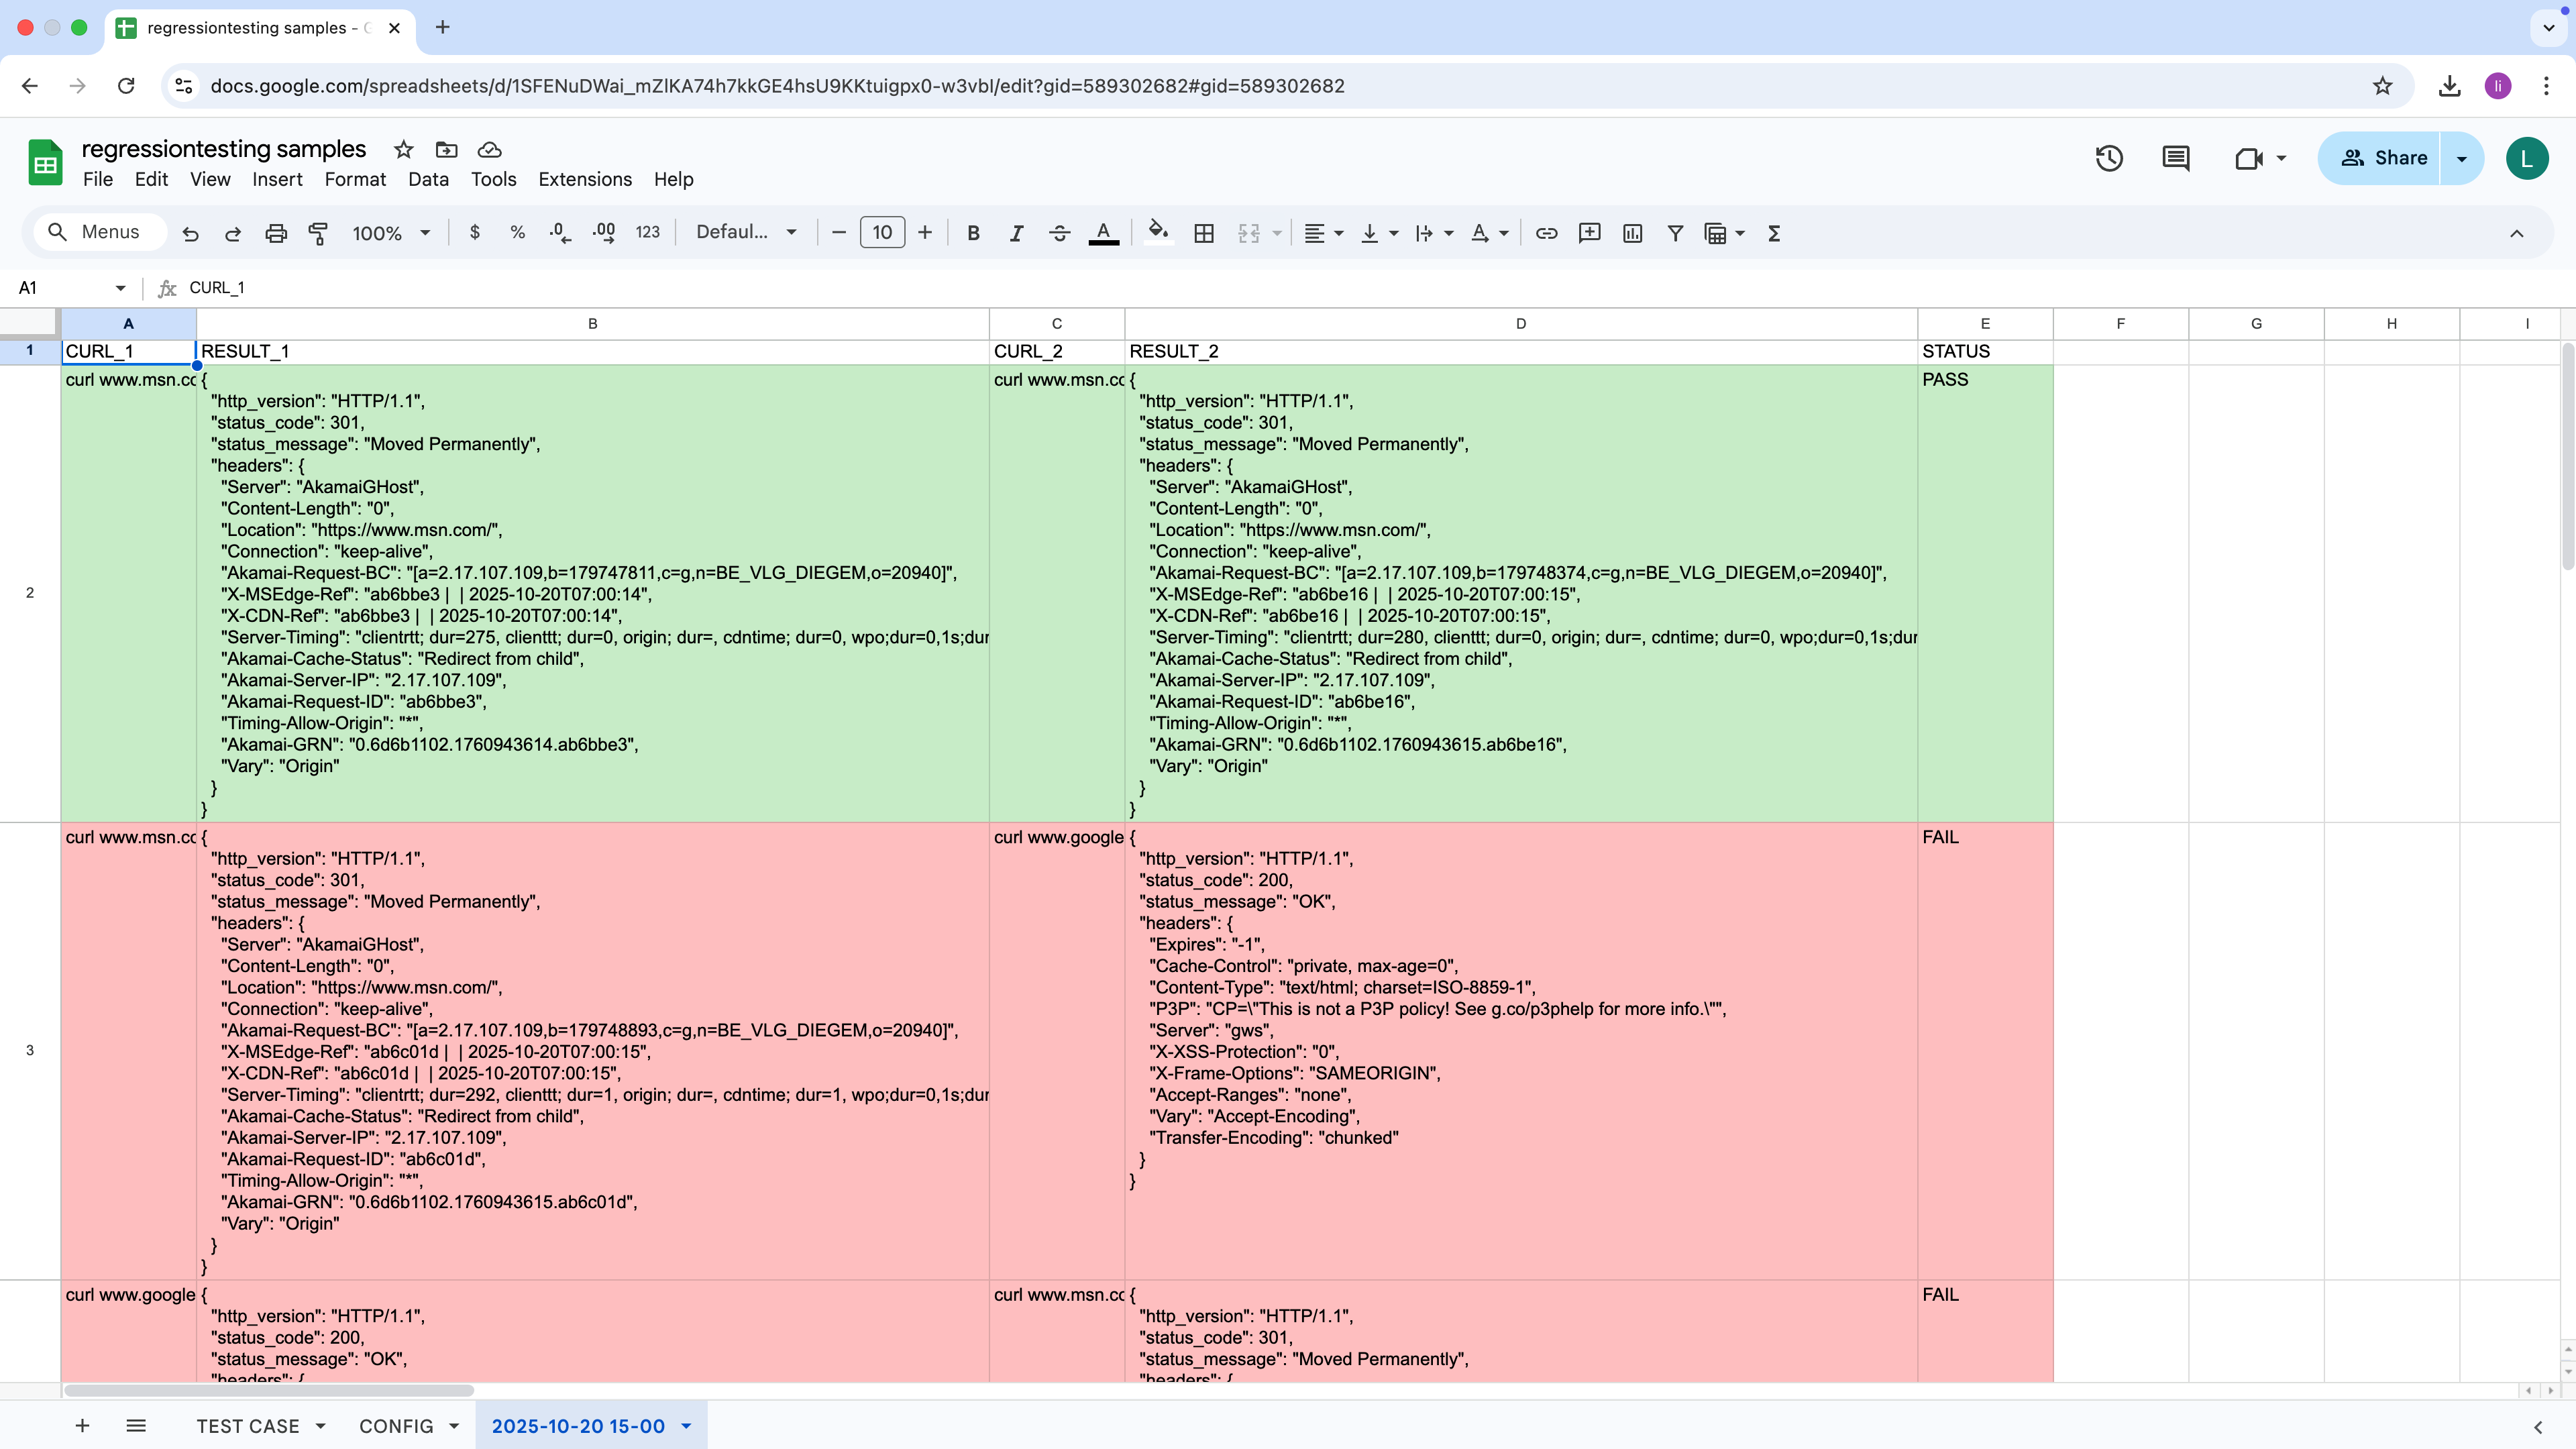 regressiontesting samples - G
docs.google.com/spreadsheets/d/1SFENuDWai_mZlKA74h7kkGE4hsU9KKtuigpx0-w3vbI/edit?gid=589302682#gid=589302682
li
regressiontesting samples
File Edit View Insert Format Data Tools Extensions Help
Share
L
Menus 100% $ % .0 .00 123 Defaul... 10 B I A
A1 fx CURL_1
A B C D E F G H I
1 CURL_1 RESULT_1 CURL_2 RESULT_2 STATUS
2
curl www.msn.co
{
"http_version": "HTTP/1.1",
"status_code": 301,
"status_message": "Moved Permanently",
"headers": {
"Server": "AkamaiGHost",
"Content-Length": "0",
"Location": "https://www.msn.com/",
"Connection": "keep-alive",
"Akamai-Request-BC": "[a=2.17.107.109,b=179747811,c=g,n=BE_VLG_DIEGEM,o=20940]",
"X-MSEdge-Ref": "ab6bbe3 | | 2025-10-20T07:00:14",
"X-CDN-Ref": "ab6bbe3 | | 2025-10-20T07:00:14",
"Server-Timing": "clientrtt; dur=275, clienttt; dur=0, origin; dur=, cdntime; dur=0, wpo;dur=0,1s;dur
"Akamai-Cache-Status": "Redirect from child",
"Akamai-Server-IP": "2.17.107.109",
"Akamai-Request-ID": "ab6bbe3",
"Timing-Allow-Origin": "*",
"Akamai-GRN": "0.6d6b1102.1760943614.ab6bbe3",
"Vary": "Origin"
}
}
curl www.msn.co
{
"http_version": "HTTP/1.1",
"status_code": 301,
"status_message": "Moved Permanently",
"headers": {
"Server": "AkamaiGHost",
"Content-Length": "0",
"Location": "https://www.msn.com/",
"Connection": "keep-alive",
"Akamai-Request-BC": "[a=2.17.107.109,b=179748374,c=g,n=BE_VLG_DIEGEM,o=20940]",
"X-MSEdge-Ref": "ab6be16 | | 2025-10-20T07:00:15",
"X-CDN-Ref": "ab6be16 | | 2025-10-20T07:00:15",
"Server-Timing": "clientrtt; dur=280, clienttt; dur=0, origin; dur=, cdntime; dur=0, wpo;dur=0,1s;dur
"Akamai-Cache-Status": "Redirect from child",
"Akamai-Server-IP": "2.17.107.109",
"Akamai-Request-ID": "ab6be16",
"Timing-Allow-Origin": "*",
"Akamai-GRN": "0.6d6b1102.1760943615.ab6be16",
"Vary": "Origin"
}
}
PASS
3
curl www.msn.co
{
"http_version": "HTTP/1.1",
"status_code": 301,
"status_message": "Moved Permanently",
"headers": {
"Server": "AkamaiGHost",
"Content-Length": "0",
"Location": "https://www.msn.com/",
"Connection": "keep-alive",
"Akamai-Request-BC": "[a=2.17.107.109,b=179748893,c=g,n=BE_VLG_DIEGEM,o=20940]",
"X-MSEdge-Ref": "ab6c01d | | 2025-10-20T07:00:15",
"X-CDN-Ref": "ab6c01d | | 2025-10-20T07:00:15",
"Server-Timing": "clientrtt; dur=292, clienttt; dur=1, origin; dur=, cdntime; dur=1, wpo;dur=0,1s;dur
"Akamai-Cache-Status": "Redirect from child",
"Akamai-Server-IP": "2.17.107.109",
"Akamai-Request-ID": "ab6c01d",
"Timing-Allow-Origin": "*",
"Akamai-GRN": "0.6d6b1102.1760943615.ab6c01d",
"Vary": "Origin"
}
}
curl www.google
{
"http_version": "HTTP/1.1",
"status_code": 200,
"status_message": "OK",
"headers": {
"Expires": "-1",
"Cache-Control": "private, max-age=0",
"Content-Type": "text/html; charset=ISO-8859-1",
"P3P": "CP=\"This is not a P3P policy! See g.co/p3phelp for more info.\"",
"Server": "gws",
"X-XSS-Protection": "0",
"X-Frame-Options": "SAMEORIGIN",
"Accept-Ranges": "none",
"Vary": "Accept-Encoding",
"Transfer-Encoding": "chunked"
}
}
FAIL
curl www.google
{
"http_version": "HTTP/1.1",
"status_code": 200,
"status_message": "OK",
"headers": {
curl www.msn.co
{
"http_version": "HTTP/1.1",
"status_code": 301,
"status_message": "Moved Permanently",
"headers": {
FAIL
TEST CASE CONFIG 2025-10-20 15-00